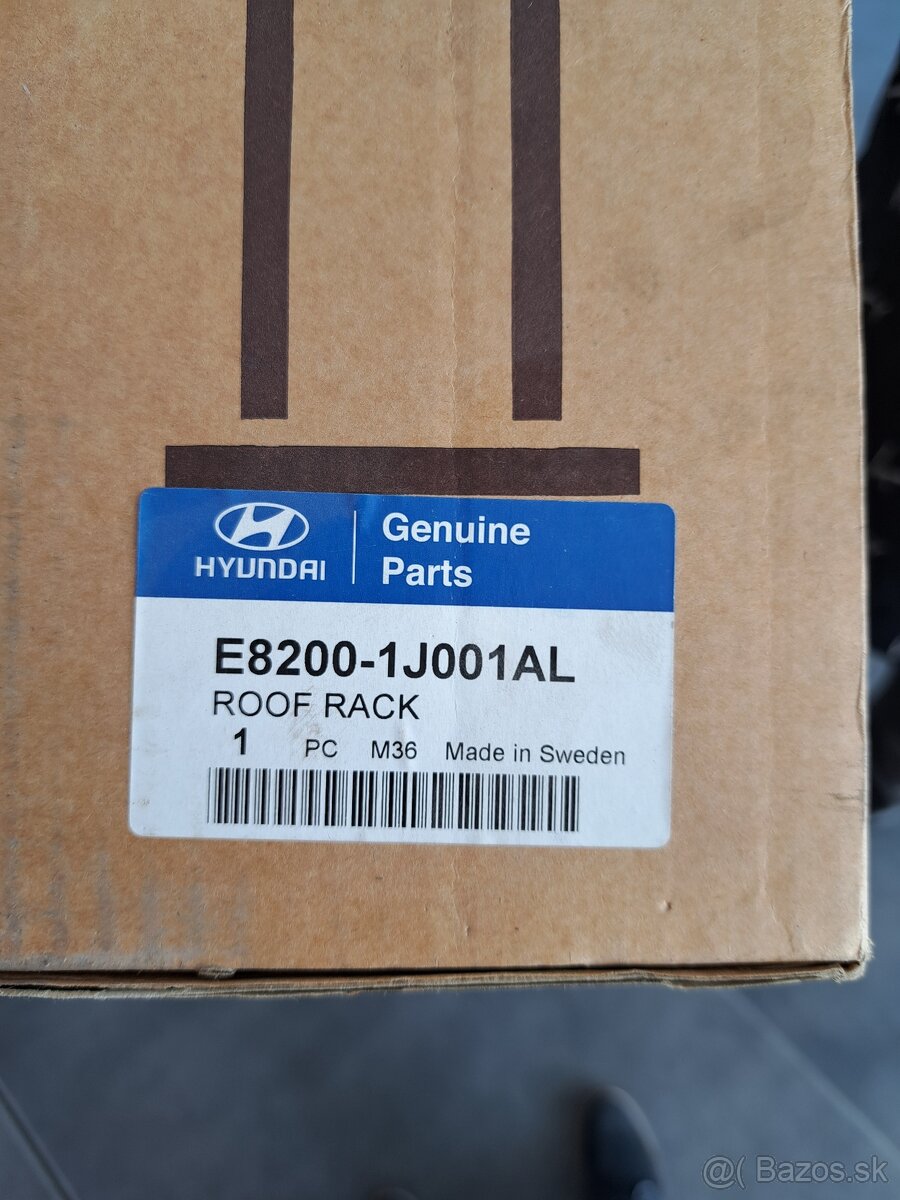 HYUNDAI
Genuine
Parts
E8200-1J001AL
ROOF RACK
1 PC M36 Made in Sweden
@( Bazos.sk